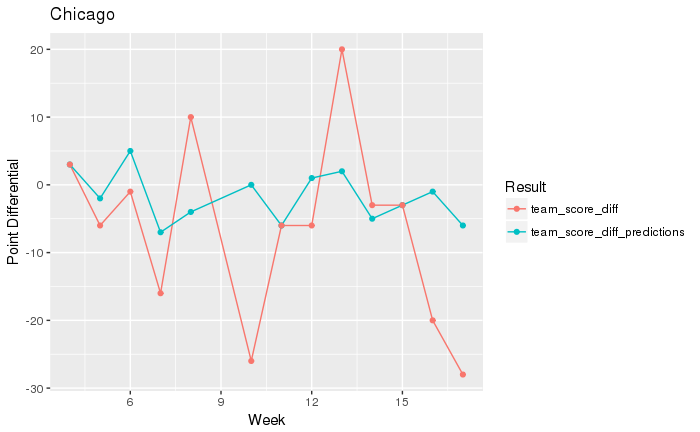 Chicago
20
10
0
-10
-20
-30
Point Differential
6 9 12 15
Week
Result
team_score_diff
team_score_diff_predictions